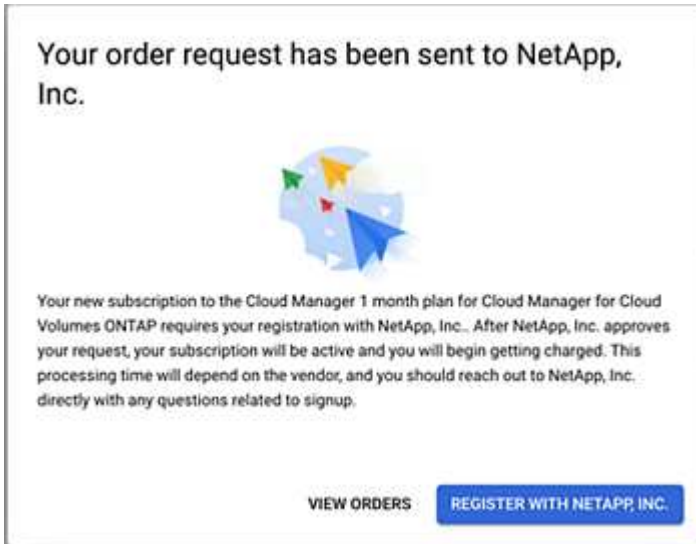 Your order request has been sent to NetApp,
Inc.
Your new subscription to the Cloud Manager 1 month plan for Cloud Manager for Cloud
Volumes ONTAP requires your registration with NetApp, Inc.. After NetApp, Inc. approves
your request, your subscription will be active and you will begin getting charged. This
processing time will depend on the vendor, and you should reach out to NetApp, Inc.
directly with any questions related to signup.
VIEW ORDERS
REGISTER WITH NETAPP, INC.